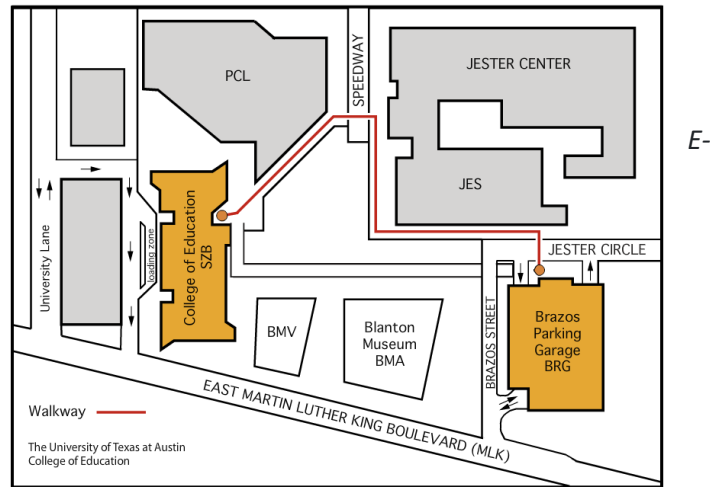 PCL
SPEEDWAY
JESTER CENTER
E-
JES
University Lane
loading zone
College of Education
SZB
JESTER CIRCLE
BRAZOS STREET
Brazos
Parking
Garage
BRG
BMV
Blanton
Museum
BMA
EAST MARTIN LUTHER KING BOULEVARD (MLK)
Walkway
The University of Texas at Austin
College of Education